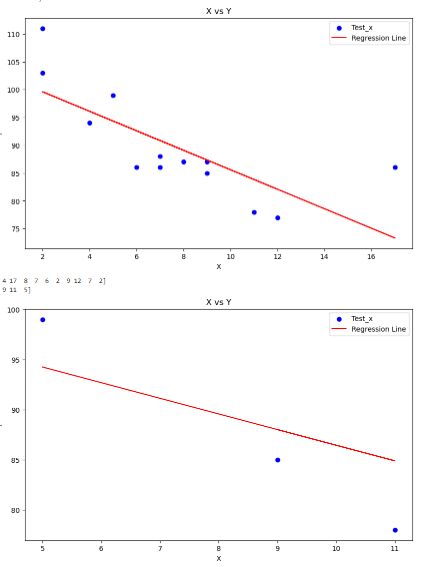 X vs Y
Test_x
Regression Line
110
105
100
95
90
85
80
75
2 4 6 8 10 12 14 16
X
4 17 8 7 6 2 9 12 7 2]
9 11 5]
X vs Y
Test_x
Regression Line
100
95
90
85
80
5 6 7 8 9 10 11
X